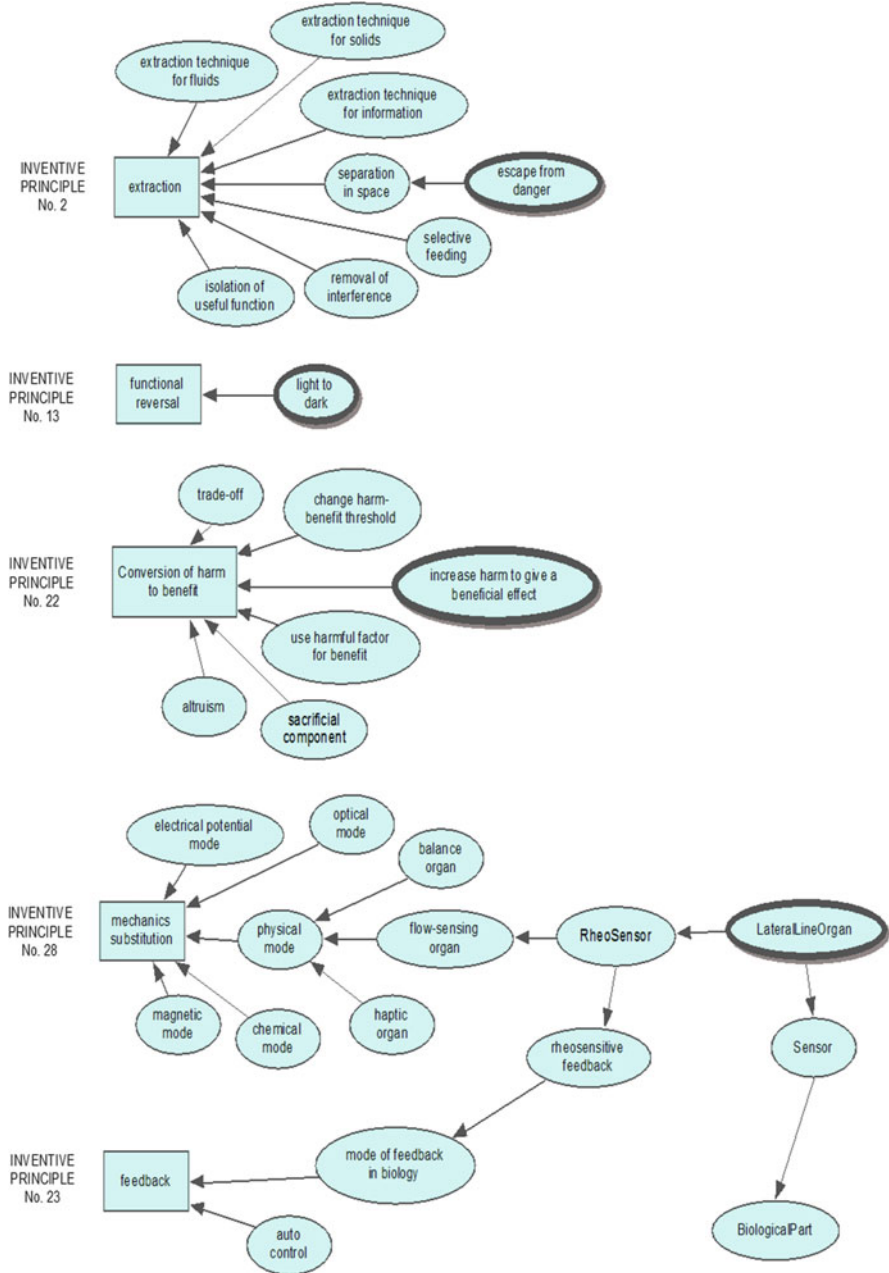 extraction technique
for solids
extraction technique
for fluids
extraction technique
for information
INVENTIVE
PRINCIPLE
No. 2
extraction
separation
in space
escape from
danger
selective
feeding
isolation of
useful function
removal of
interference
INVENTIVE
PRINCIPLE
No. 13
functional
reversal
light to
dark
trade-off
change harm-
benefit threshold
INVENTIVE
PRINCIPLE
No. 22
Conversion of harm
to benefit
increase harm to give a
beneficial effect
use harmful factor
for benefit
altruism
sacrificial
component
electrical potential
mode
optical
mode
balance
organ
INVENTIVE
PRINCIPLE
No. 28
mechanics
substitution
physical
mode
flow-sensing
organ
RheoSensor
LateralLineOrgan
magnetic
mode
chemical
mode
haptic
organ
rheosensitive
feedback
Sensor
INVENTIVE
PRINCIPLE
No. 23
feedback
mode of feedback
in biology
auto
control
BiologicalPart